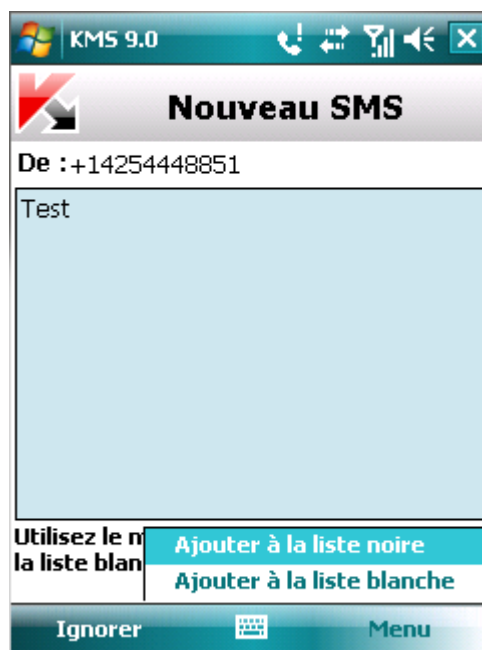 KMS 9.0
Nouveau SMS
De :+14254448851
Test
Utilisez le
la liste blan
Ajouter à la liste noire
Ajouter à la liste blanche
Ignorer
Menu